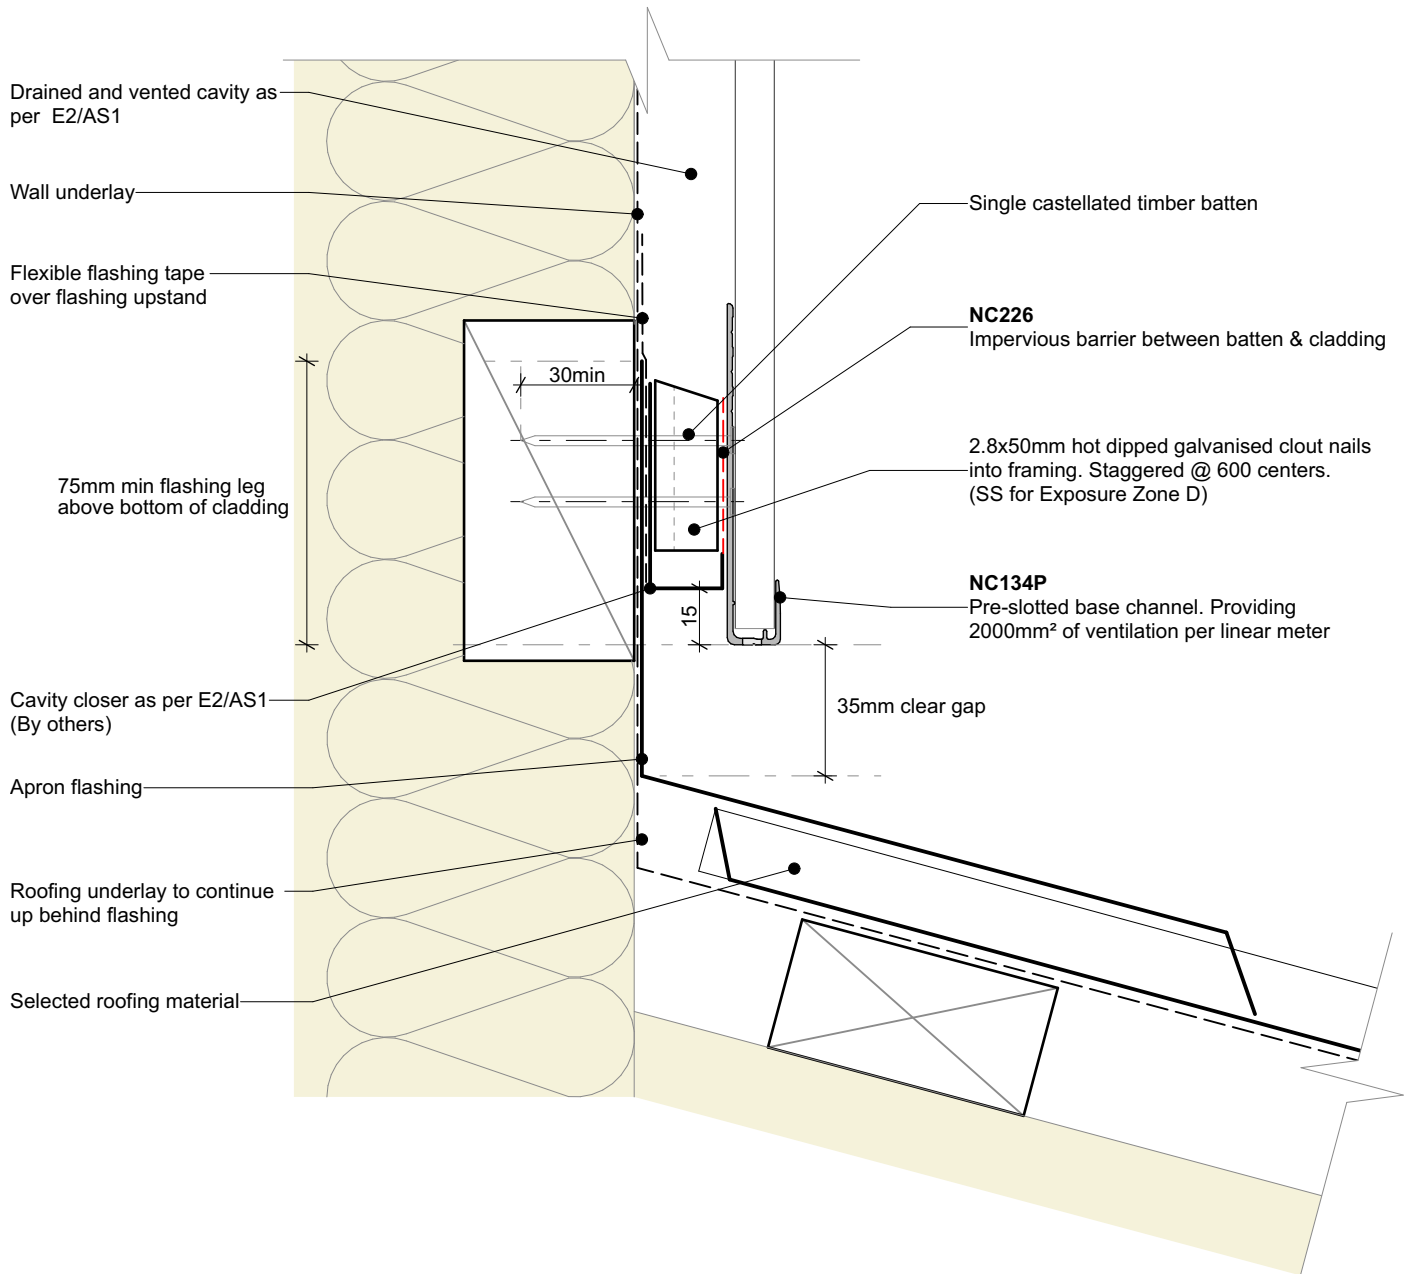 Drained and vented cavity as
per E2/AS1
Wall underlay
Flexible flashing tape
over flashing upstand
30min
75mm min flashing leg
above bottom of cladding
15
Cavity closer as per E2/AS1
(By others)
Apron flashing
Roofing underlay to continue
up behind flashing
Selected roofing material
Single castellated timber batten
NC226
Impervious barrier between batten & cladding
2.8x50mm hot dipped galvanised clout nails
into framing. Staggered @ 600 centers.
(SS for Exposure Zone D)
NC134P
Pre-slotted base channel. Providing
2000mm² of ventilation per linear meter
35mm clear gap